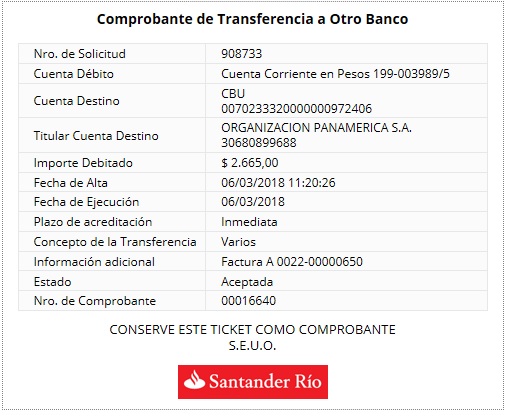 Comprobante de Transferencia a Otro Banco
Nro. de Solicitud 908733
Cuenta Débito Cuenta Corriente en Pesos 199-003989/5
Cuenta Destino CBU
0070233320000000972406
Titular Cuenta Destino ORGANIZACION PANAMERICA S.A.
30680899688
Importe Debitado $ 2.665,00
Fecha de Alta 06/03/2018 11:20:26
Fecha de Ejecución 06/03/2018
Plazo de acreditación Inmediata
Concepto de la Transferencia Varios
Información adicional Factura A 0022-00000650
Estado Aceptada
Nro. de Comprobante 00016640
CONSERVE ESTE TICKET COMO COMPROBANTE
S.E.U.O.
Santander Río